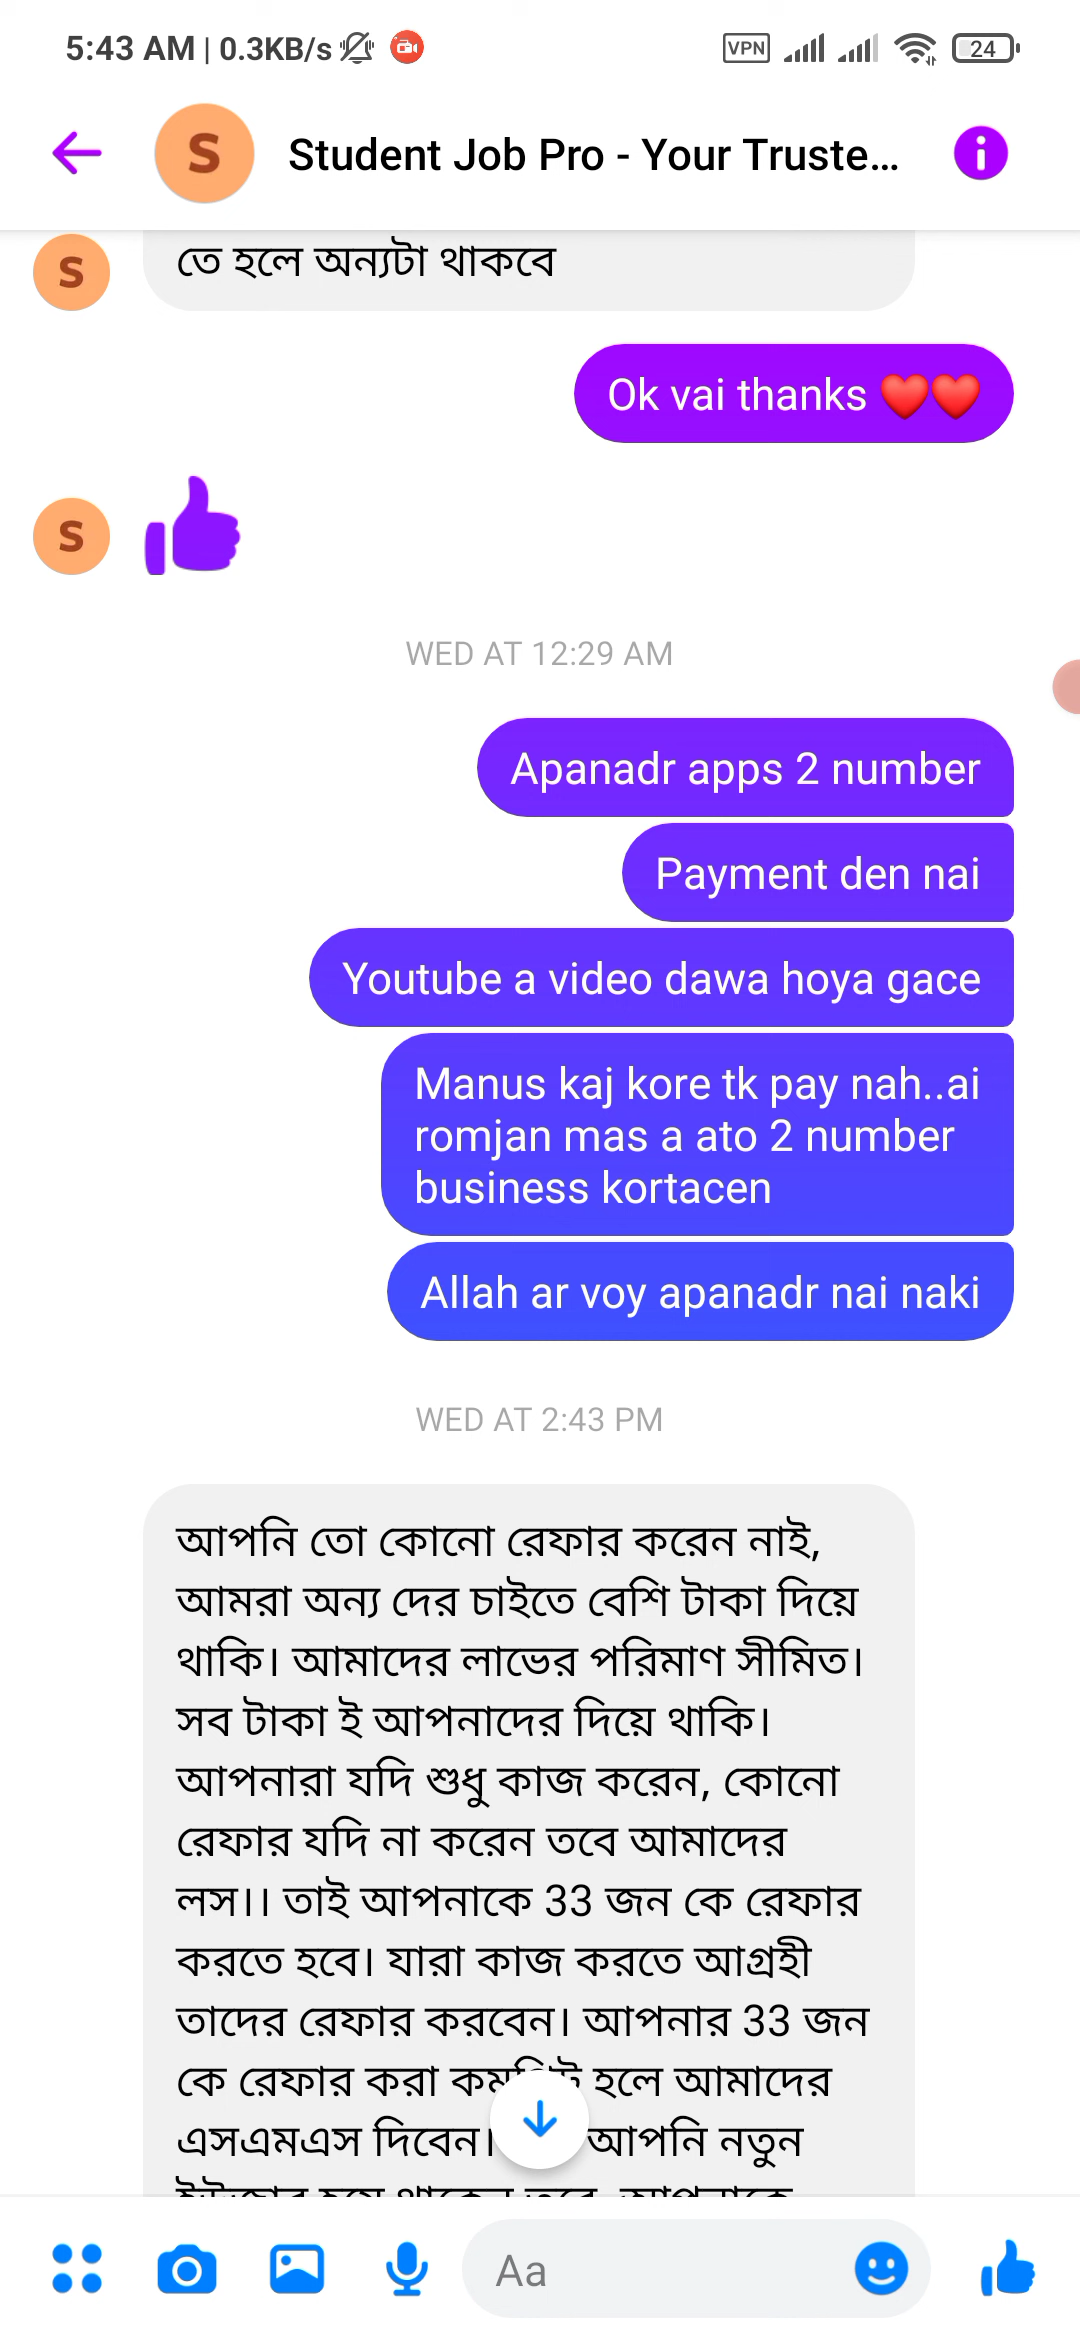 5:43 AM | 0.3KB/s
VPN
24
S
Student Job Pro - Your Truste...
তে হলে অন্যটা থাকবে
S
Ok vai thanks ❤️❤️
S
WED AT 12:29 AM
Apanadr apps 2 number
Payment den nai
Youtube a video dawa hoya gace
Manus kaj kore tk pay nah..ai
romjan mas a ato 2 number
business kortacen
Allah ar voy apanadr nai naki
WED AT 2:43 PM
আপনি তো কোনো রেফার করেন নাই,
আমরা অন্য দের চাইতে বেশি টাকা দিয়ে
থাকি। আমাদের লাভের পরিমাণ সীমিত।
সব টাকা ই আপনাদের দিয়ে থাকি।
আপনারা যদি শুধু কাজ করেন, কোনো
রেফার যদি না করেন তবে আমাদের
লস।। তাই আপনাকে 33 জন কে রেফার
করতে হবে। যারা কাজ করতে আগ্রহী
তাদের রেফার করবেন। আপনার 33 জন
কে রেফার করা হলে আমাদের
এসএমএস দিবেন। আপনি নতুন
Aa